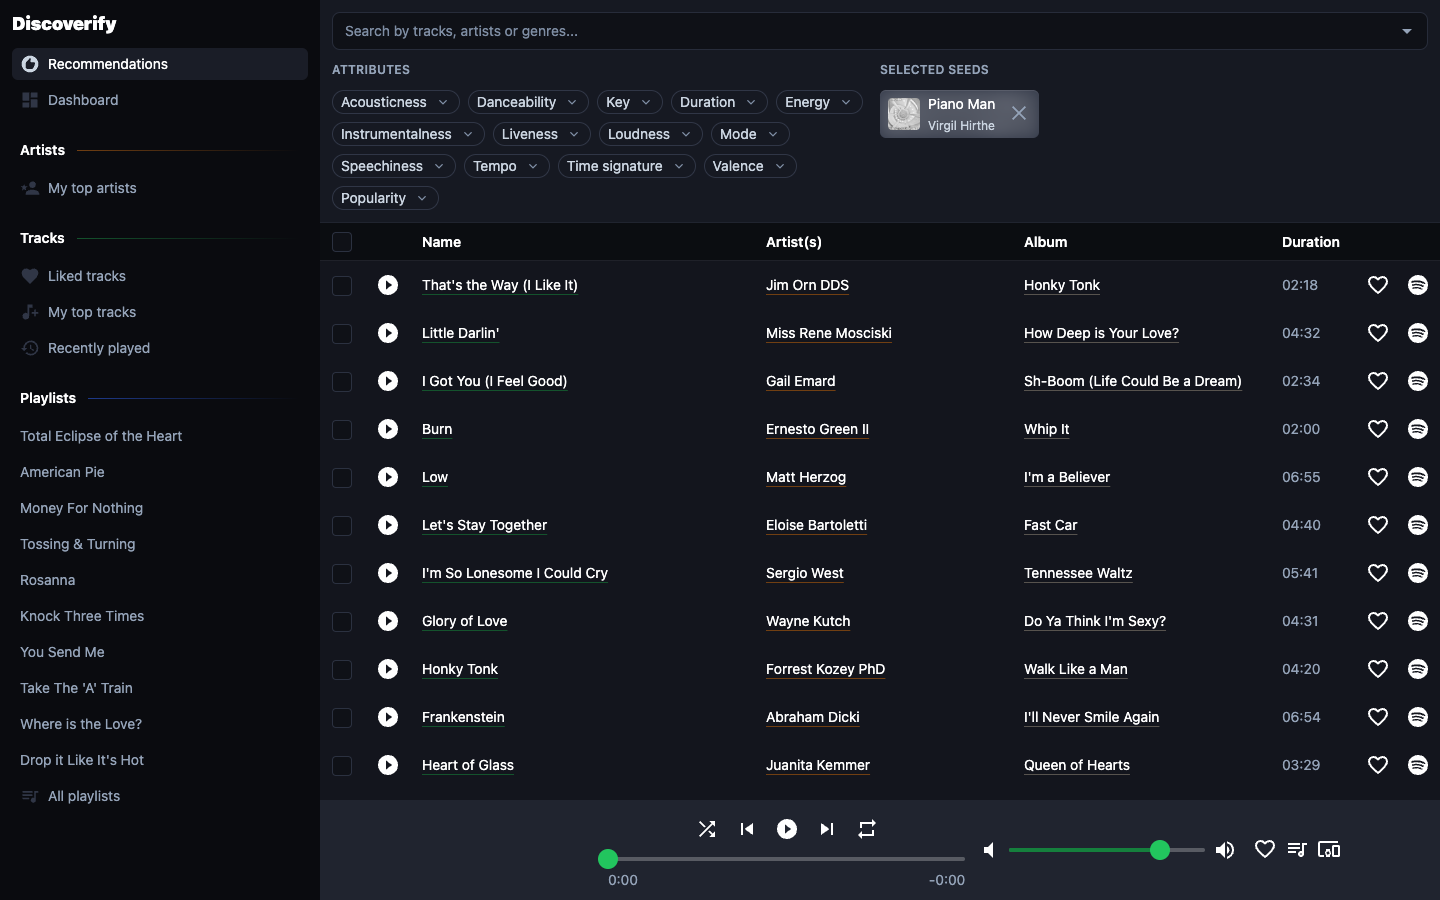 Discoverify
Recommendations
Dashboard
Artists
My top artists
Tracks
Liked tracks
My top tracks
Recently played
Playlists
Total Eclipse of the Heart
American Pie
Money For Nothing
Tossing & Turning
Rosanna
Knock Three Times
You Send Me
Take The 'A' Train
Where is the Love?
Drop it Like It's Hot
All playlists
Search by tracks, artists or genres...
ATTRIBUTES
Acousticness Danceability Key Duration Energy
Instrumentalness Liveness Loudness Mode
Speechiness Tempo Time signature Valence
Popularity
SELECTED SEEDS
Piano Man
Virgil Hirthe
Name Artist(s) Album Duration
That's the Way (I Like It) Jim Orn DDS Honky Tonk 02:18
Little Darlin' Miss Rene Mosciski How Deep is Your Love? 04:32
I Got You (I Feel Good) Gail Emard Sh-Boom (Life Could Be a Dream) 02:34
Burn Ernesto Green II Whip It 02:00
Low Matt Herzog I'm a Believer 06:55
Let's Stay Together Eloise Bartoletti Fast Car 04:40
I'm So Lonesome I Could Cry Sergio West Tennessee Waltz 05:41
Glory of Love Wayne Kutch Do Ya Think I'm Sexy? 04:31
Honky Tonk Forrest Kozey PhD Walk Like a Man 04:20
Frankenstein Abraham Dicki I'll Never Smile Again 06:54
Heart of Glass Juanita Kemmer Queen of Hearts 03:29
0:00 -0:00